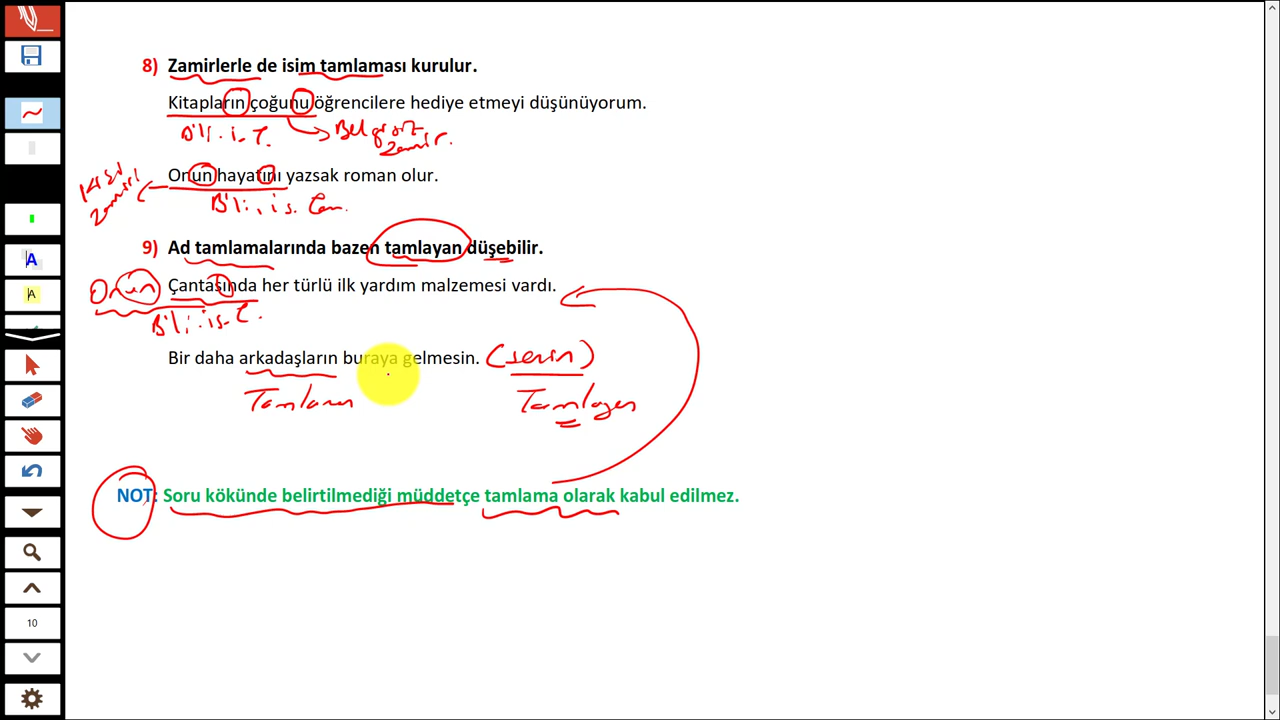 8) Zamirlerle de isim tamlaması kurulur.
Kitapların çoğunu öğrencilere hediye etmeyi düşünüyorum.
B'li. is. T.
Belgisiz
Zamir.
Onun hayatını yazsak roman olur.
Kişi
zamiri
B'li. is. Tam.
9) Ad tamlamalarında bazen tamlayan düşebilir.
Onun Çantasında her türlü ilk yardım malzemesi vardı.
B'li. is. T.
Bir daha arkadaşların buraya gelmesin. (senin)
Tamlanan Tamlayan
NOT: Soru kökünde belirtilmediği müddetçe tamlama olarak kabul edilmez.
A
A
10